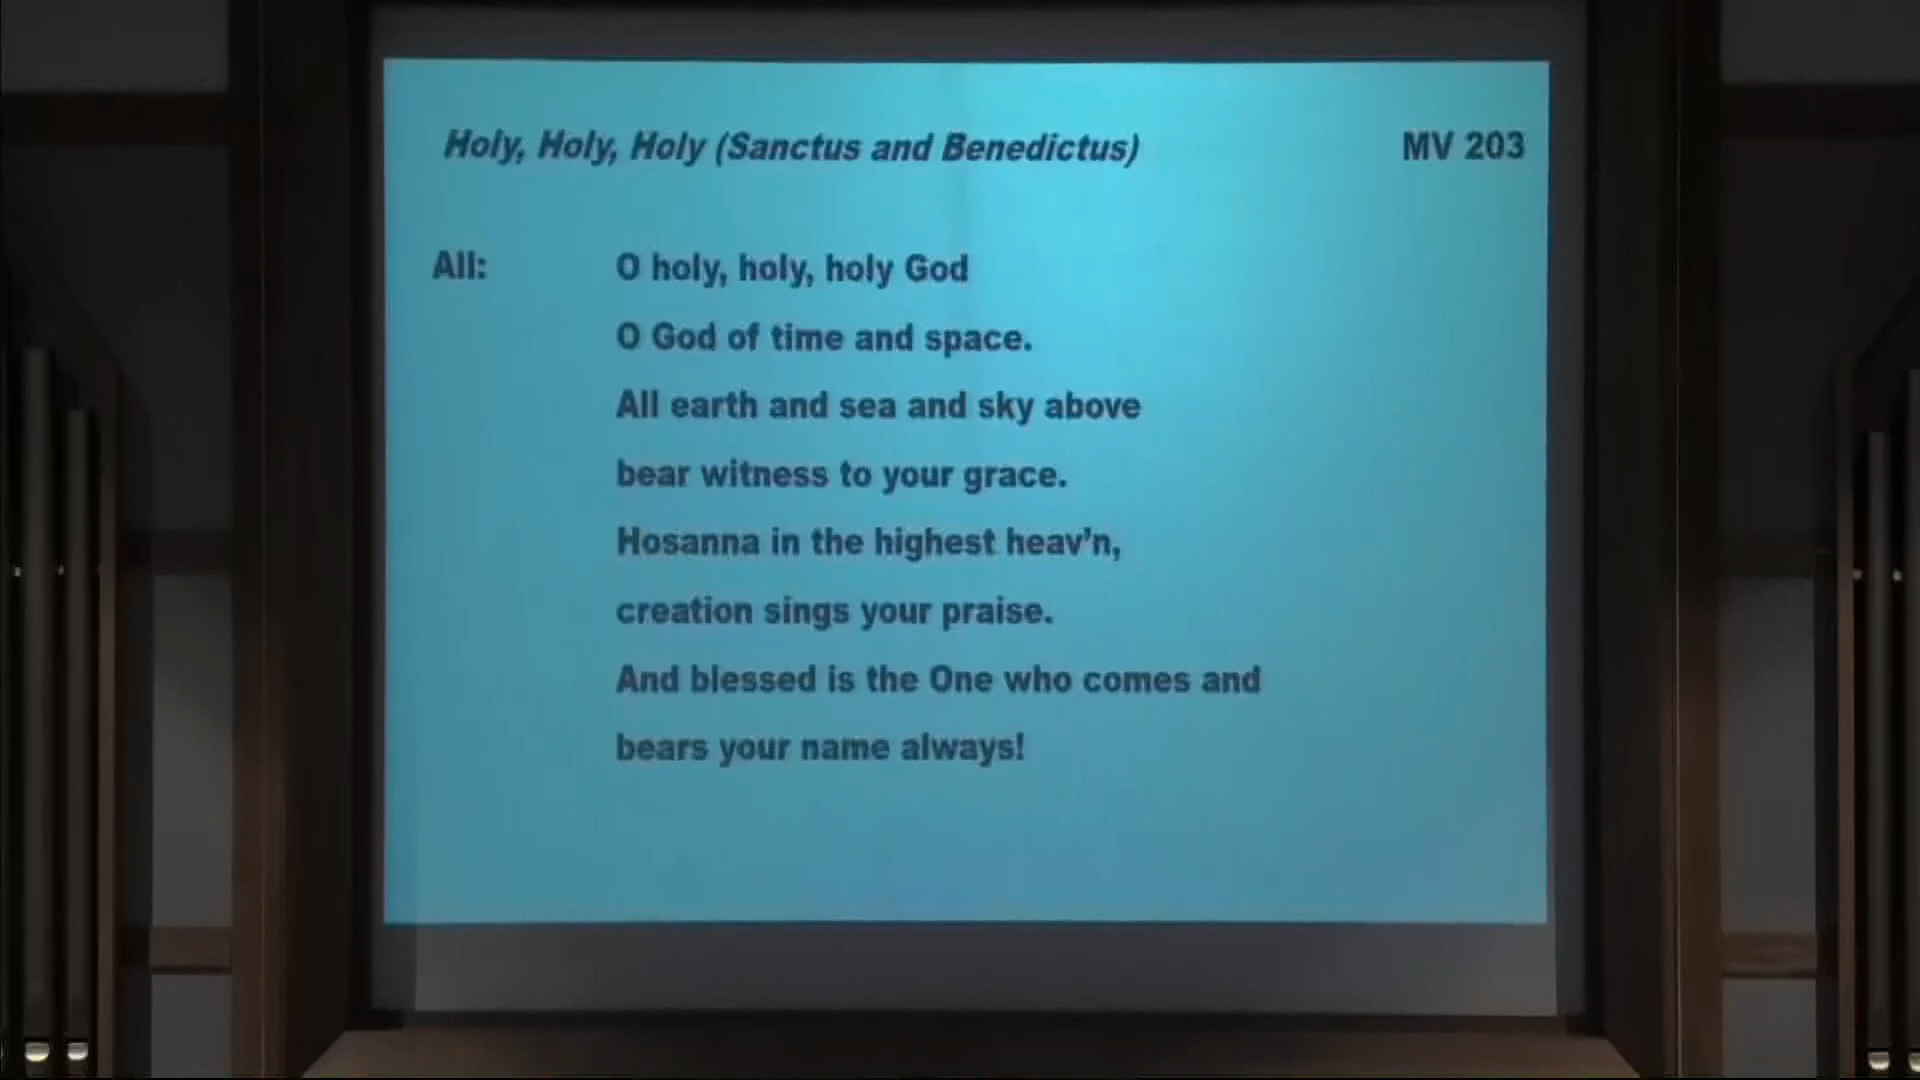 Holy, Holy, Holy (Sanctus and Benedictus) MV 203
All: O holy, holy, holy God
O God of time and space.
All earth and sea and sky above
bear witness to your grace.
Hosanna in the highest heav'n,
creation sings your praise.
And blessed is the One who comes and
bears your name always!